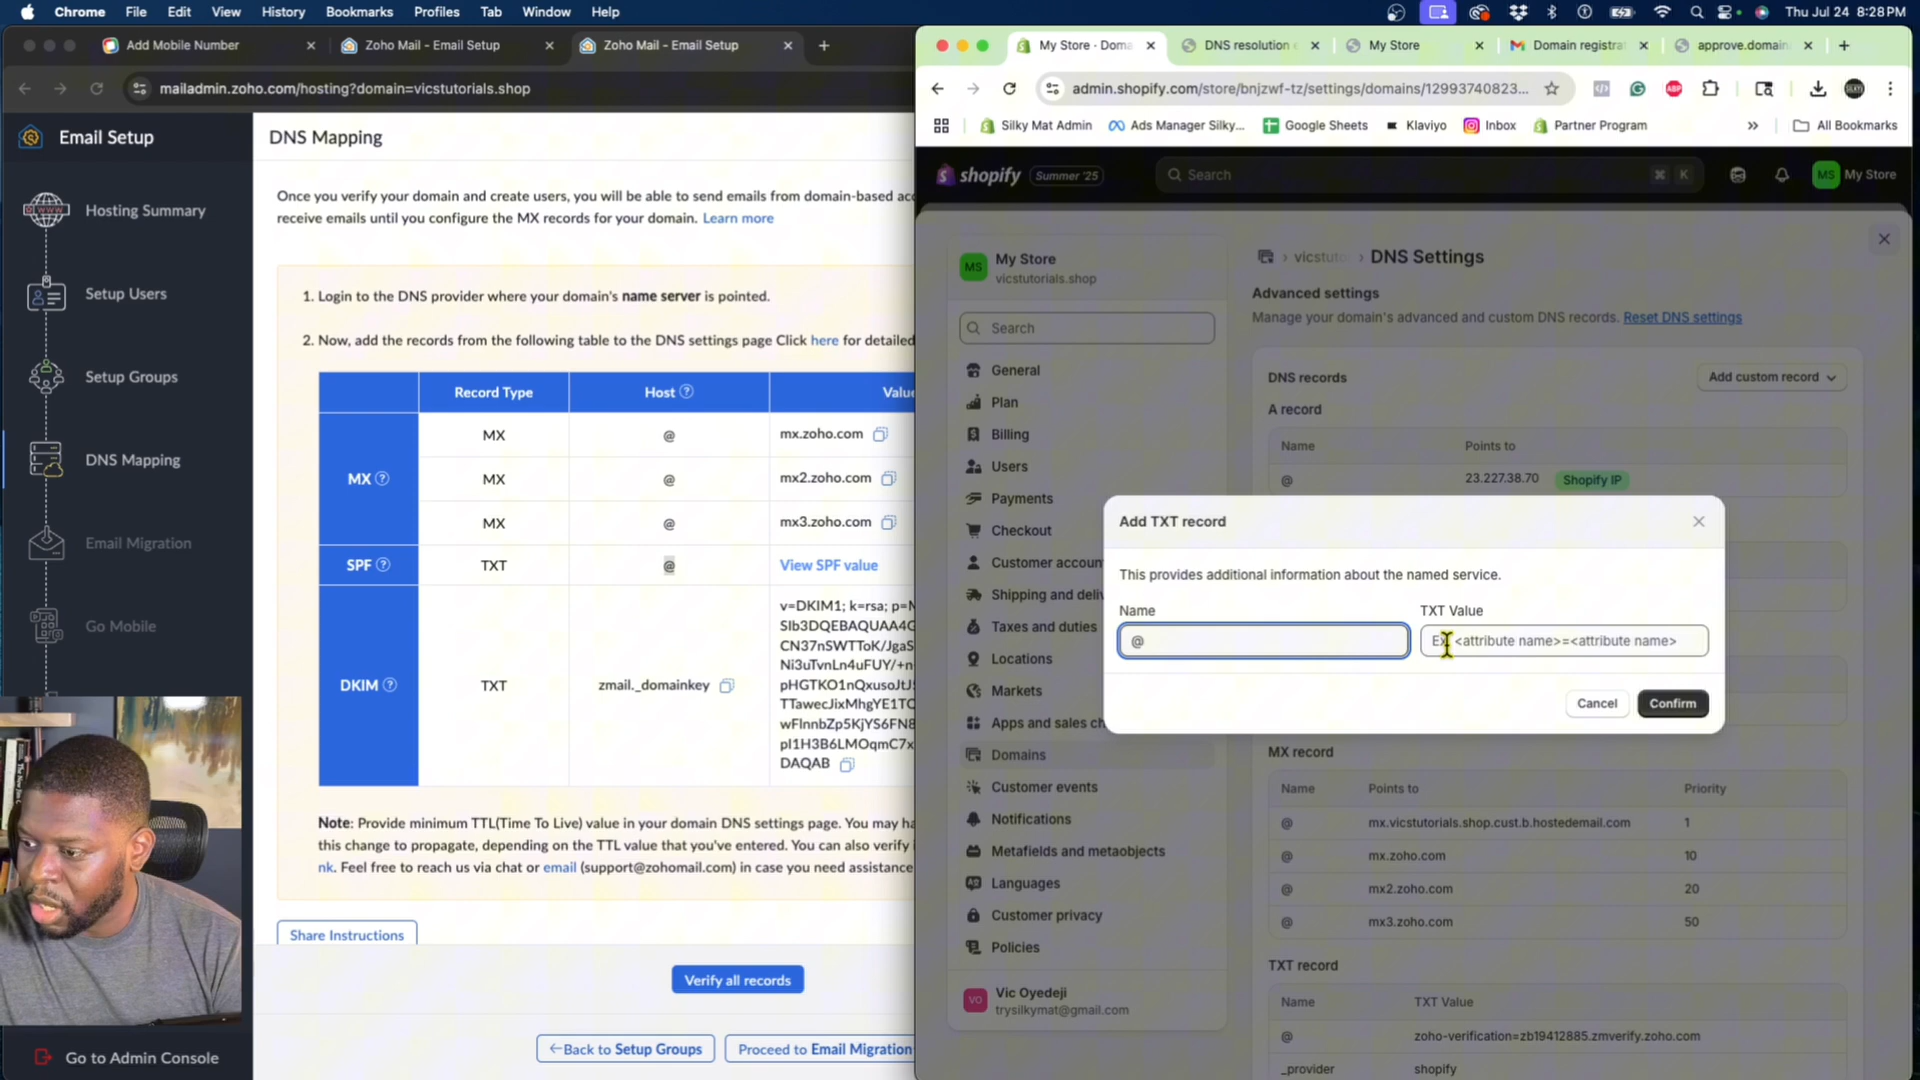 Chrome File Edit View History Bookmarks Profiles Tab Window Help
Thu Jul 24 8:28 PM
Add Mobile Number
Zoho Mail - Email Setup
Zoho Mail - Email Setup
mailadmin.zoho.com/hosting?domain=vicstutorials.shop
Email Setup
Hosting Summary
Setup Users
Setup Groups
DNS Mapping
Email Migration
Go Mobile
Go to Admin Console
DNS Mapping
Once you verify your domain and create users, you will be able to send emails from domain-based
receive emails until you configure the MX records for your domain. Learn more
1. Login to the DNS provider where your domain's name server is pointed.
2. Now, add the records from the following table to the DNS settings page Click here for detailed
Record Type Host ?
MX ?
MX @ mx.zoho.com
MX @ mx2.zoho.com
MX @ mx3.zoho.com
SPF ? TXT @ View SPF value
DKIM ? TXT zmail._domainkey
v=DKIM1; k=rsa;
DAQAB
Note: Provide minimum TTL(Time To Live) value in your domain DNS settings page. You may
this change to propagate, depending on the TTL value that you've entered. You can also verify
nk. Feel free to reach us via chat or email (support@zohomail.com) in case you need assistance
Share Instructions
Verify all records
←Back to Setup Groups
Proceed to Email Migration
My Store · Doma
DNS resolution
My Store
Domain registra
approve.domain
admin.shopify.com/store/bnjzwf-tz/settings/domains/12993740823...
Silky Mat Admin
Ads Manager Silky...
Google Sheets
Klaviyo
Inbox
Partner Program
»
All Bookmarks
shopify Summer '25
Search ⌘ K
MS My Store
MS My Store
vicstutorials.shop
Search
General
Plan
Billing
Users
Payments
Checkout
Customer accoun
Shipping and deliv
Taxes and duties
Locations
Markets
Apps and sales ch
Domains
Customer events
Notifications
Metafields and metaobjects
Languages
Customer privacy
Policies
VO Vic Oyedeji
trysilkymat@gmail.com
› vicstuto › DNS Settings
Advanced settings
Manage your domain's advanced and custom DNS records. Reset DNS settings
DNS records Add custom record
A record
Name Points to
@ 23.227.38.70 Shopify IP
Add TXT record
This provides additional information about the named service.
Name TXT Value
@ <attribute name>=<attribute name>
Cancel Confirm
MX record
Name Points to Priority
@ mx.vicstutorials.shop.cust.b.hostedemail.com 1
@ mx.zoho.com 10
@ mx2.zoho.com 20
@ mx3.zoho.com 50
TXT record
Name TXT Value
@ zoho-verification=zb19412885.zmverify.zoho.com
_provider shopify